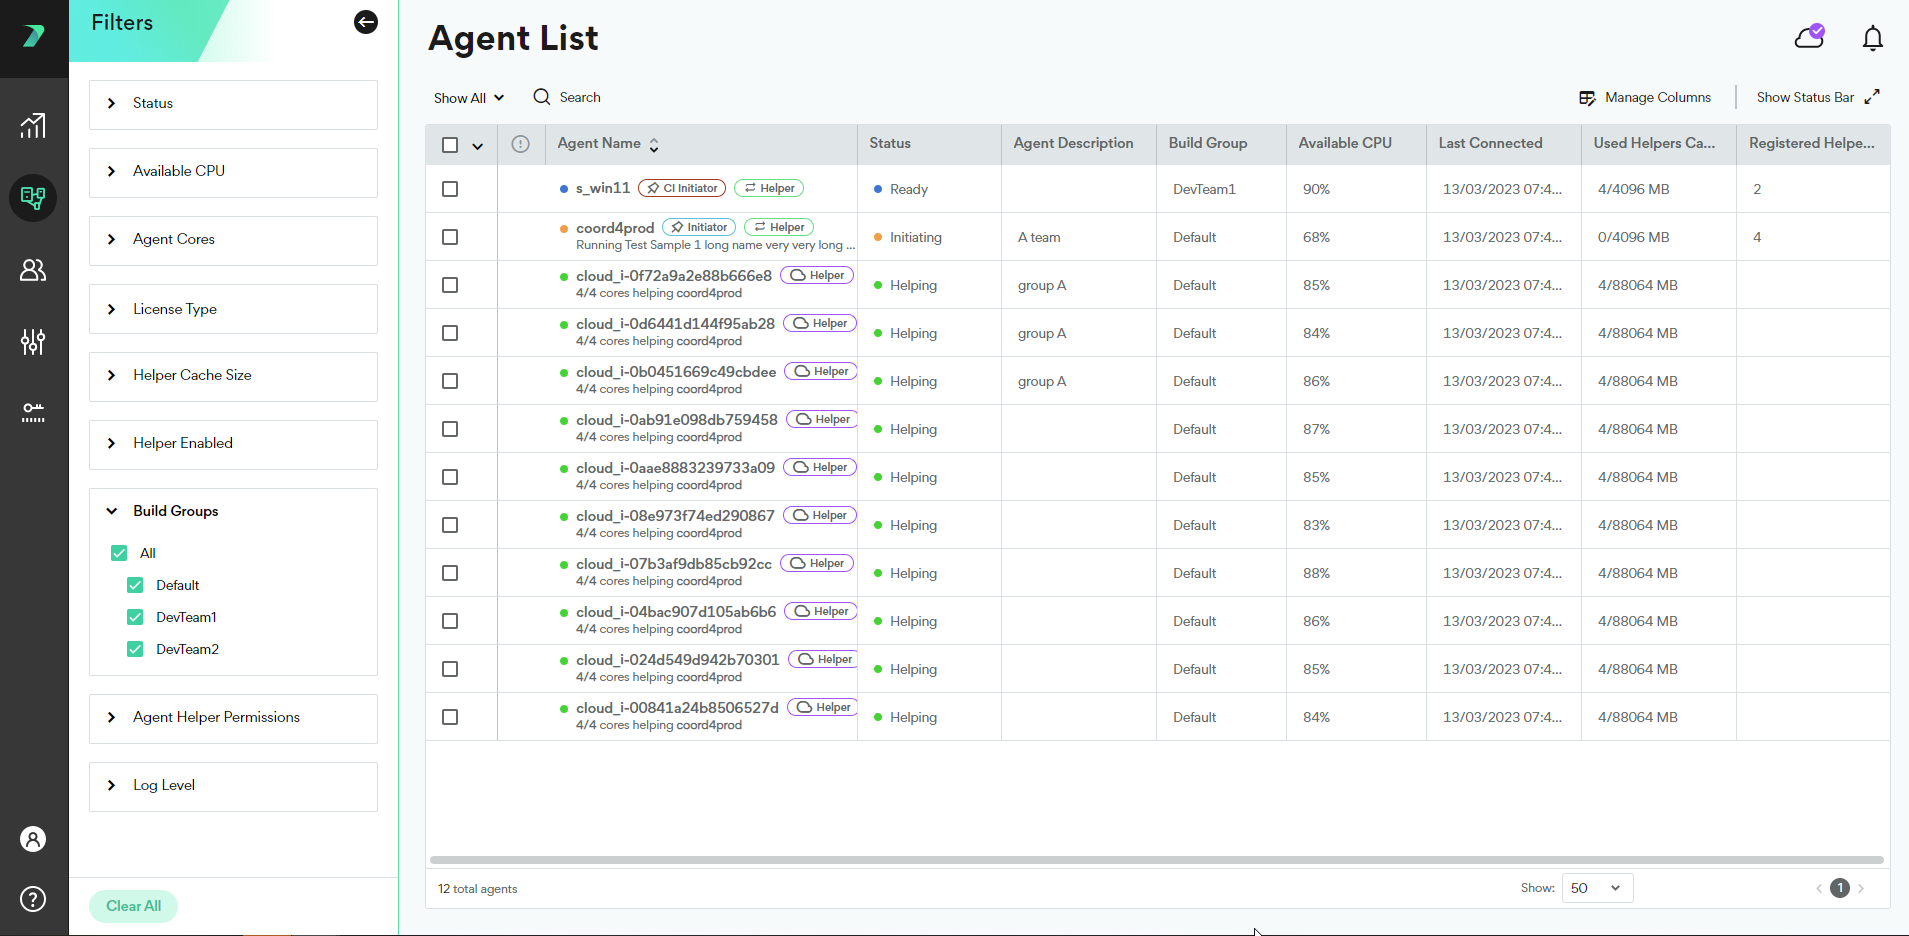 Filters
Status
Available CPU
Agent Cores
License Type
Helper Cache Size
Helper Enabled
Build Groups
All
Default
DevTeam1
DevTeam2
Agent Helper Permissions
Log Level
Clear All
Agent List
Show All
Search
Manage Columns
Show Status Bar
Agent Name Status Agent Description Build Group Available CPU Last Connected Used Helpers Ca... Registered Helpe...
s_win11 CI Initiator Helper Ready DevTeam1 90% 13/03/2023 07:4... 4/4096 MB 2
coord4prod Initiator Helper Initiating A team Default 68% 13/03/2023 07:4... 0/4096 MB 4
Running Test Sample 1 long name very very long ...
cloud_i-0f72a9a2e88b666e8 Helper Helping group A Default 85% 13/03/2023 07:4... 4/88064 MB
4/4 cores helping coord4prod
cloud_i-0d6441d144f95ab28 Helper Helping group A Default 84% 13/03/2023 07:4... 4/88064 MB
4/4 cores helping coord4prod
cloud_i-0b0451669c49cbdee Helper Helping group A Default 86% 13/03/2023 07:4... 4/88064 MB
4/4 cores helping coord4prod
cloud_i-0ab91e098db759458 Helper Helping Default 87% 13/03/2023 07:4... 4/88064 MB
4/4 cores helping coord4prod
cloud_i-0aae8883239733a09 Helper Helping Default 85% 13/03/2023 07:4... 4/88064 MB
4/4 cores helping coord4prod
cloud_i-08e973f74ed290867 Helper Helping Default 83% 13/03/2023 07:4... 4/88064 MB
4/4 cores helping coord4prod
cloud_i-07b3af9db85cb92cc Helper Helping Default 88% 13/03/2023 07:4... 4/88064 MB
4/4 cores helping coord4prod
cloud_i-04bac907d105ab6b6 Helper Helping Default 86% 13/03/2023 07:4... 4/88064 MB
4/4 cores helping coord4prod
cloud_i-024d549d942b70301 Helper Helping Default 85% 13/03/2023 07:4... 4/88064 MB
4/4 cores helping coord4prod
cloud_i-00841a24b8506527d Helper Helping Default 84% 13/03/2023 07:4... 4/88064 MB
4/4 cores helping coord4prod
12 total agents
Show: 50
1